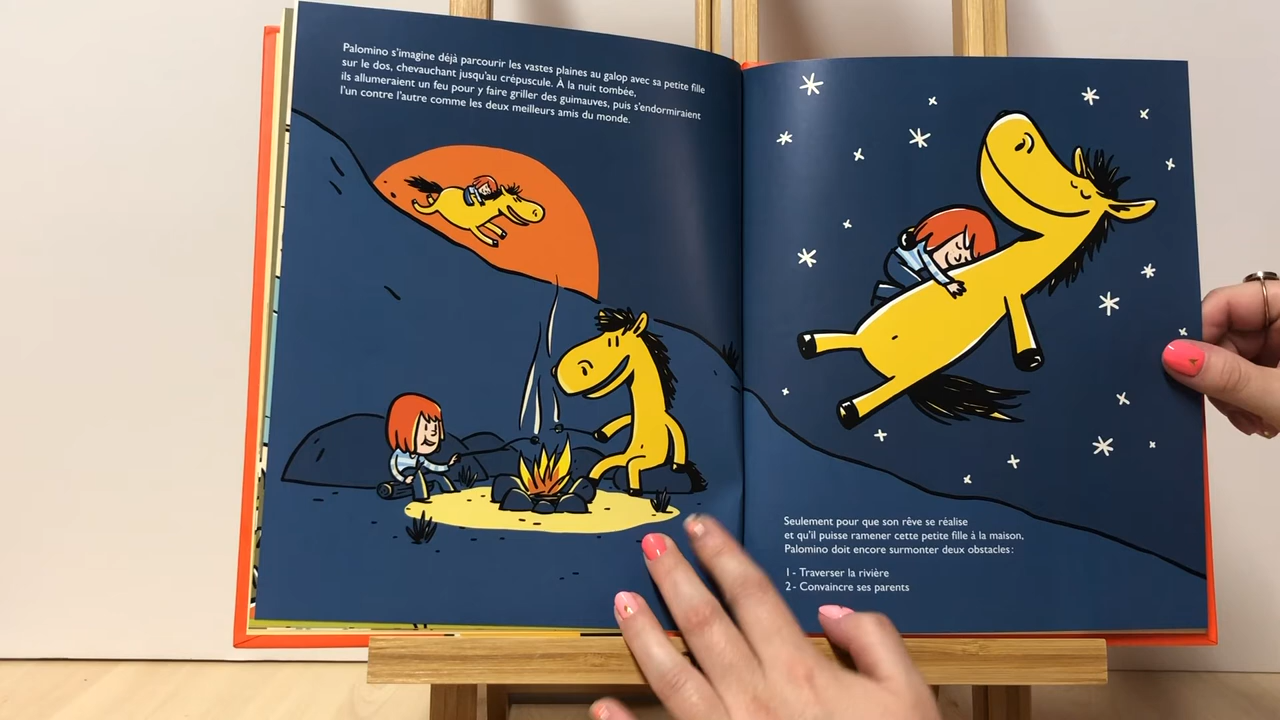 Palomino s'imagine déjà parcourir les vastes plaines au galop avec sa petite fille
sur le dos, chevauchant jusqu'au crépuscule. À la nuit tombée,
ils allumeraient un feu pour y faire griller des guimauves, puis s'endormiraient
l'un contre l'autre comme les deux meilleurs amis du monde.
Seulement pour que son rêve se réalise
et qu'il puisse ramener cette petite fille à la maison,
Palomino doit encore surmonter deux obstacles :
1 - Traverser la rivière
2 - Convaincre ses parents